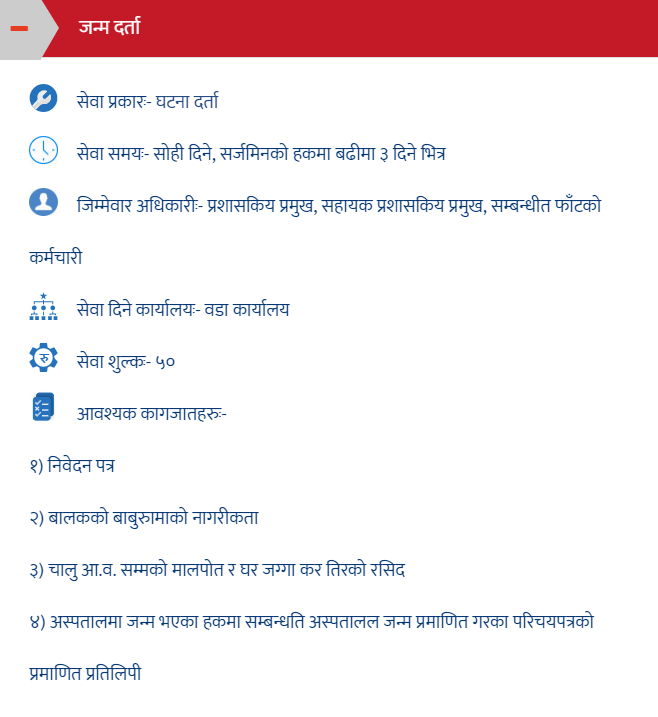 जन्म दर्ता
सेवा प्रकारः- घटना दर्ता
सेवा समयः- सोही दिने, सर्जमिनको हकमा बढीमा ३ दिने भित्र
जिम्मेवार अधिकारीः- प्रशासकिय प्रमुख, सहायक प्रशासकिय प्रमुख, सम्बन्धीत फाँटको
कर्मचारी
सेवा दिने कार्यालयः- वडा कार्यालय
रु
सेवा शुल्कः- ५०
आवश्यक कागजातहरुः-
१) निवेदन पत्र
२) बालकको बाबुरुामाको नागरीकता
३) चालु आ.व. सम्मको मालपोत र घर जग्गा कर तिरको रसिद
४) अस्पतालमा जन्म भएका हकमा सम्बन्धति अस्पतालल जन्म प्रमाणित गरका परिचयपत्रको
प्रमाणित प्रतिलिपी